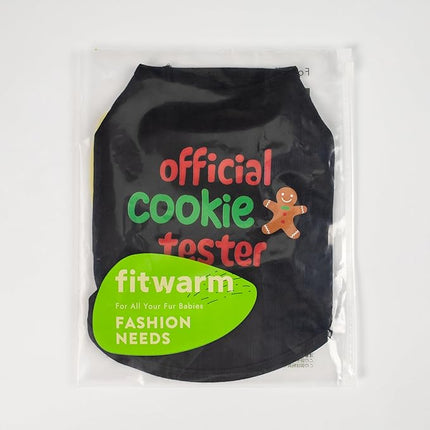 official
cookie
tester
fitwarm
For All Your Fur Babies
FASHION
NEEDS